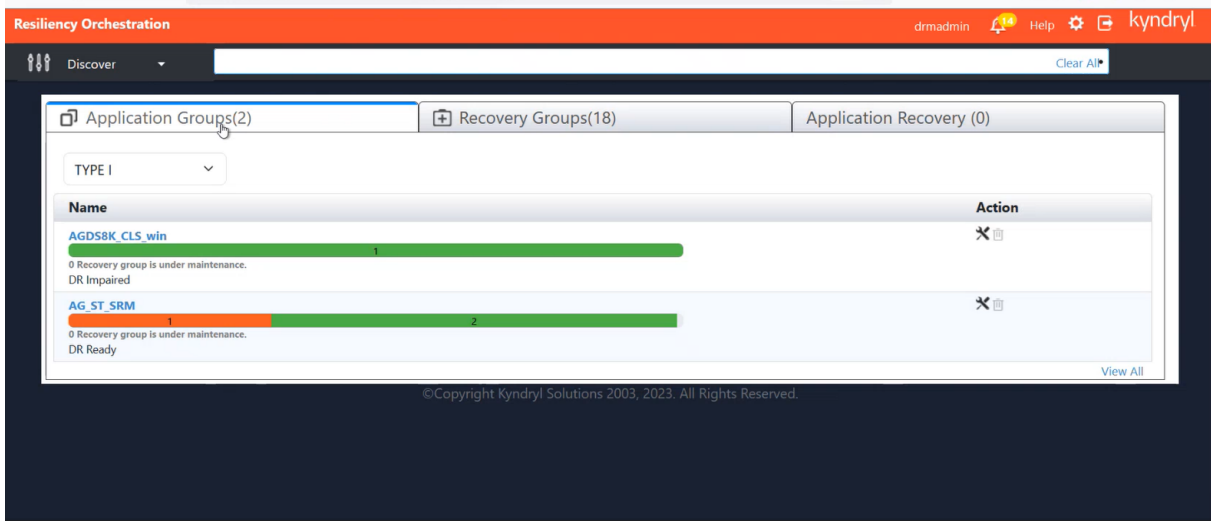 Resiliency Orchestration
drmadmin 14 Help kyndryl
Discover Clear All
Application Groups(2) Recovery Groups(18) Application Recovery (0)
TYPE I
Name Action
AGDS8K_CLS_win
1
0 Recovery group is under maintenance.
DR Impaired
AG_ST_SRM
1 2
0 Recovery group is under maintenance.
DR Ready
View All
©Copyright Kyndryl Solutions 2003, 2023. All Rights Reserved.